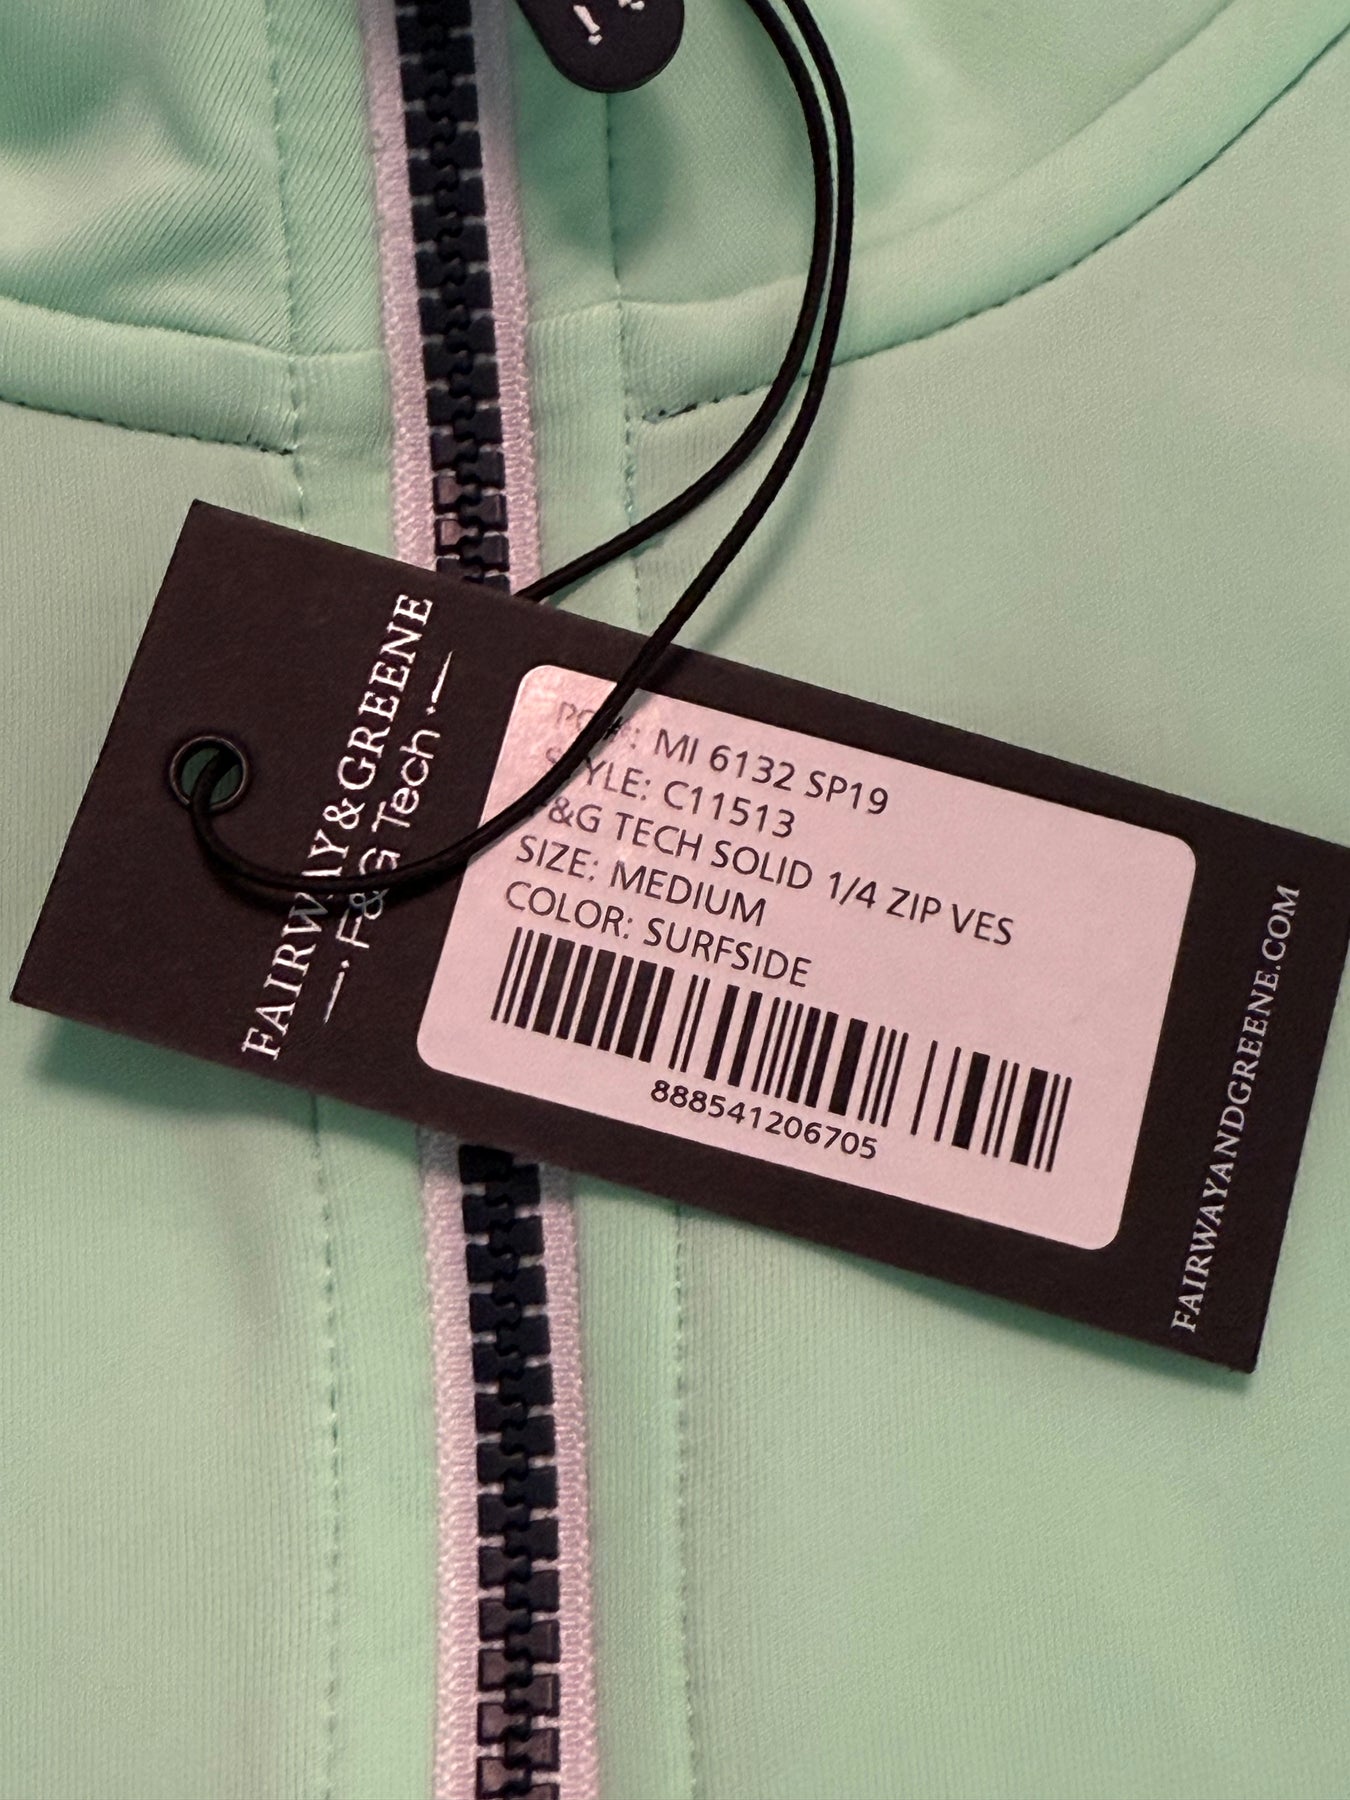 FAIRWAY&GREENE
F&G Tech
PO#: MI 6132 SP19
STYLE: C11513
F&G TECH SOLID 1/4 ZIP VES
SIZE: MEDIUM
COLOR: SURFSIDE
888541206705
FAIRWAYANDGREENE.COM